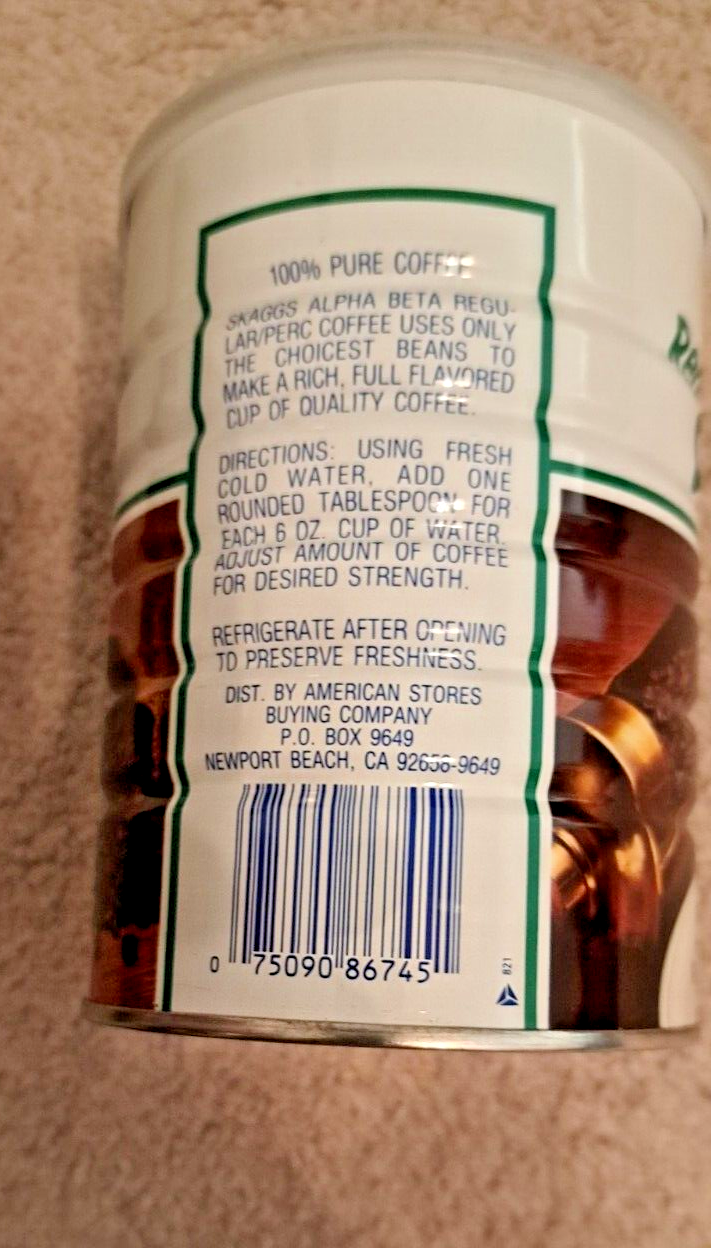 100% PURE COFFEE
SKAGGS ALPHA BETA REGU-
LAR/PERC COFFEE USES ONLY
THE CHOICEST BEANS TO
MAKE A RICH, FULL FLAVORED
CUP OF QUALITY COFFEE.
DIRECTIONS: USING FRESH
COLD WATER, ADD ONE
ROUNDED TABLESPOON FOR
EACH 6 OZ. CUP OF WATER.
ADJUST AMOUNT OF COFFEE
FOR DESIRED STRENGTH.
REFRIGERATE AFTER OPENING
TO PRESERVE FRESHNESS.
DIST. BY AMERICAN STORES
BUYING COMPANY
P.O. BOX 9649
NEWPORT BEACH, CA 92658-9649
0 75090 86745
821